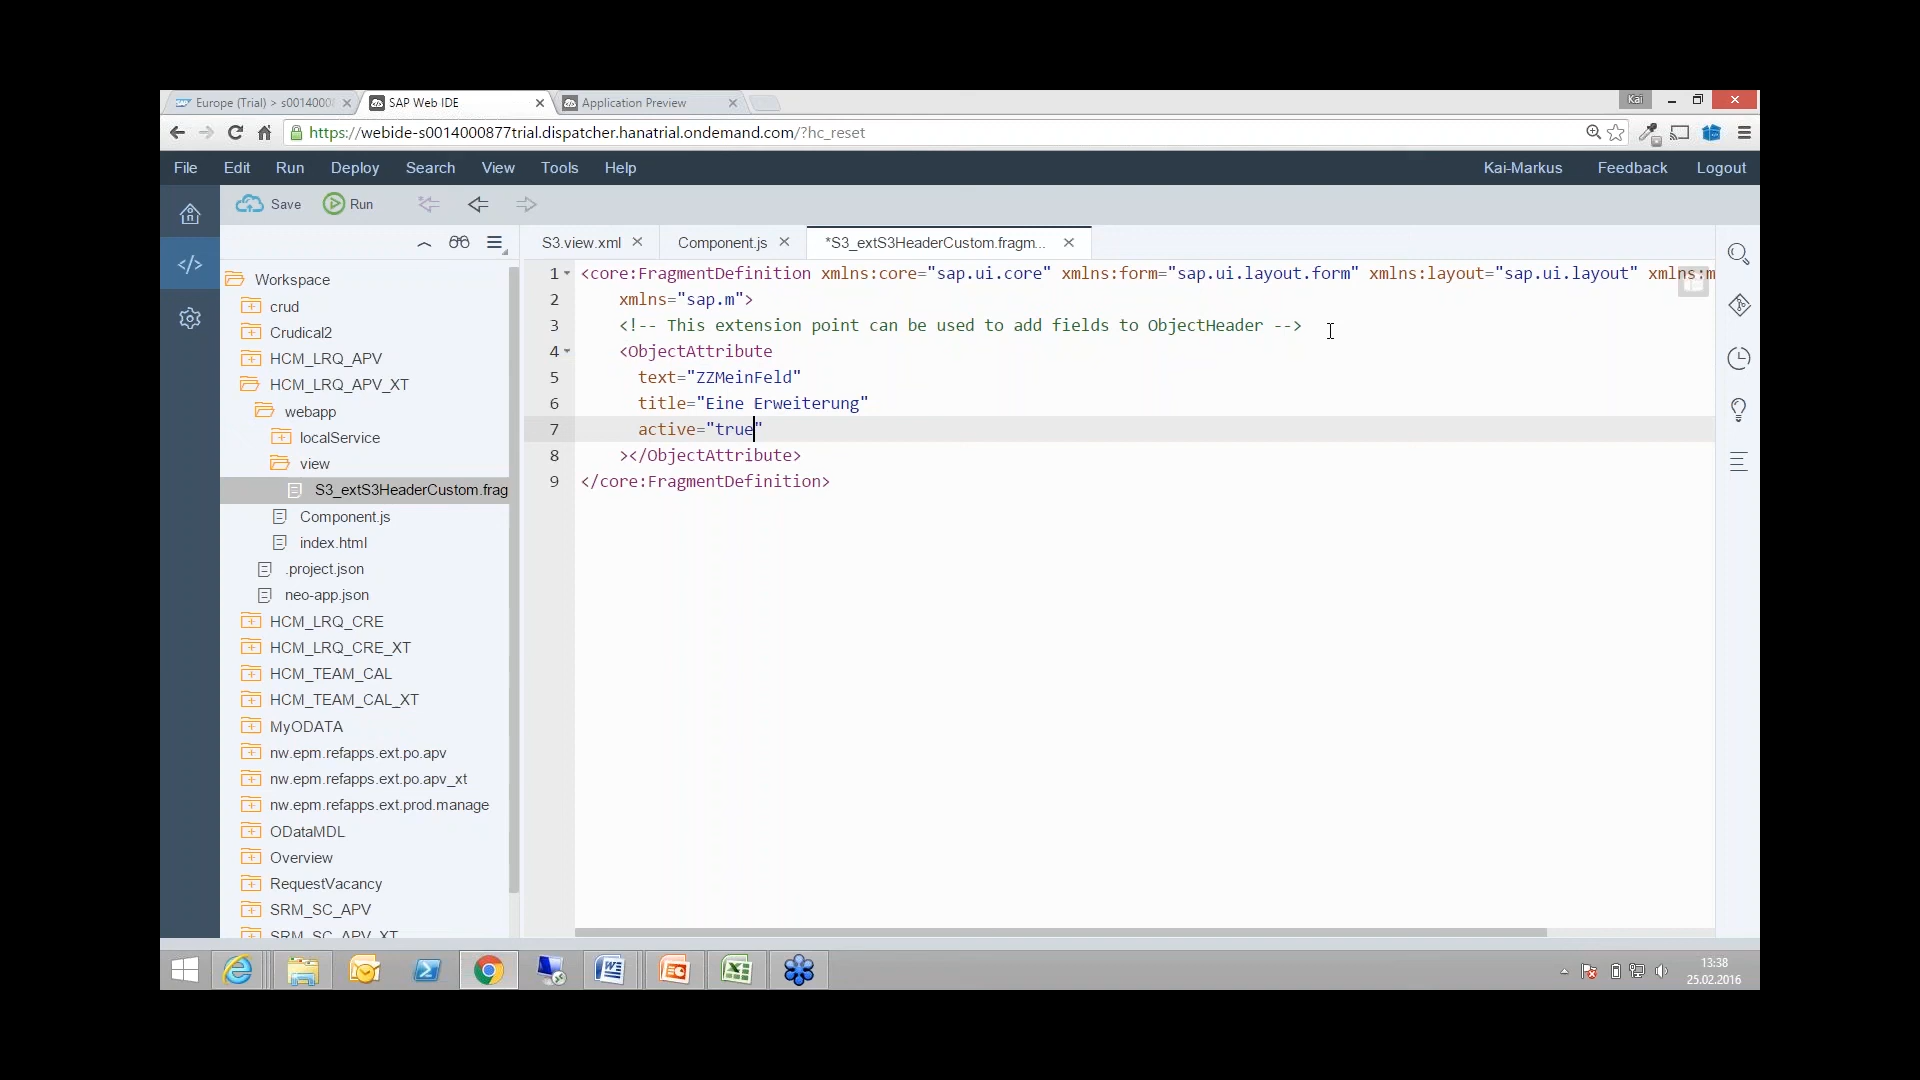 Europe (Trial) > s0014000
SAP Web IDE
Application Preview
Kai
https://webide-s0014000877trial.dispatcher.hanatrial.ondemand.com/?hc_reset
File Edit Run Deploy Search View Tools Help
Kai-Markus Feedback Logout
Save Run
S3.view.xml
Component.js
*S3_extS3HeaderCustom.fragm...
Workspace
crud
Crudical2
HCM_LRQ_APV
HCM_LRQ_APV_XT
webapp
localService
view
S3_extS3HeaderCustom.frag
Component.js
index.html
.project.json
neo-app.json
HCM_LRQ_CRE
HCM_LRQ_CRE_XT
HCM_TEAM_CAL
HCM_TEAM_CAL_XT
MyODATA
nw.epm.refapps.ext.po.apv
nw.epm.refapps.ext.po.apv_xt
nw.epm.refapps.ext.prod.manage
ODataMDL
Overview
RequestVacancy
SRM_SC_APV
SRM_SC_APV_XT
1 <core:FragmentDefinition xmlns:core="sap.ui.core" xmlns:form="sap.ui.layout.form" xmlns:layout="sap.ui.layout" xmlns:m
2 xmlns="sap.m">
3 <!-- This extension point can be used to add fields to ObjectHeader -->
4 <ObjectAttribute
5 text="ZZMeinFeld"
6 title="Eine Erweiterung"
7 active="true"
8 ></ObjectAttribute>
9 </core:FragmentDefinition>
13:38
25.02.2016